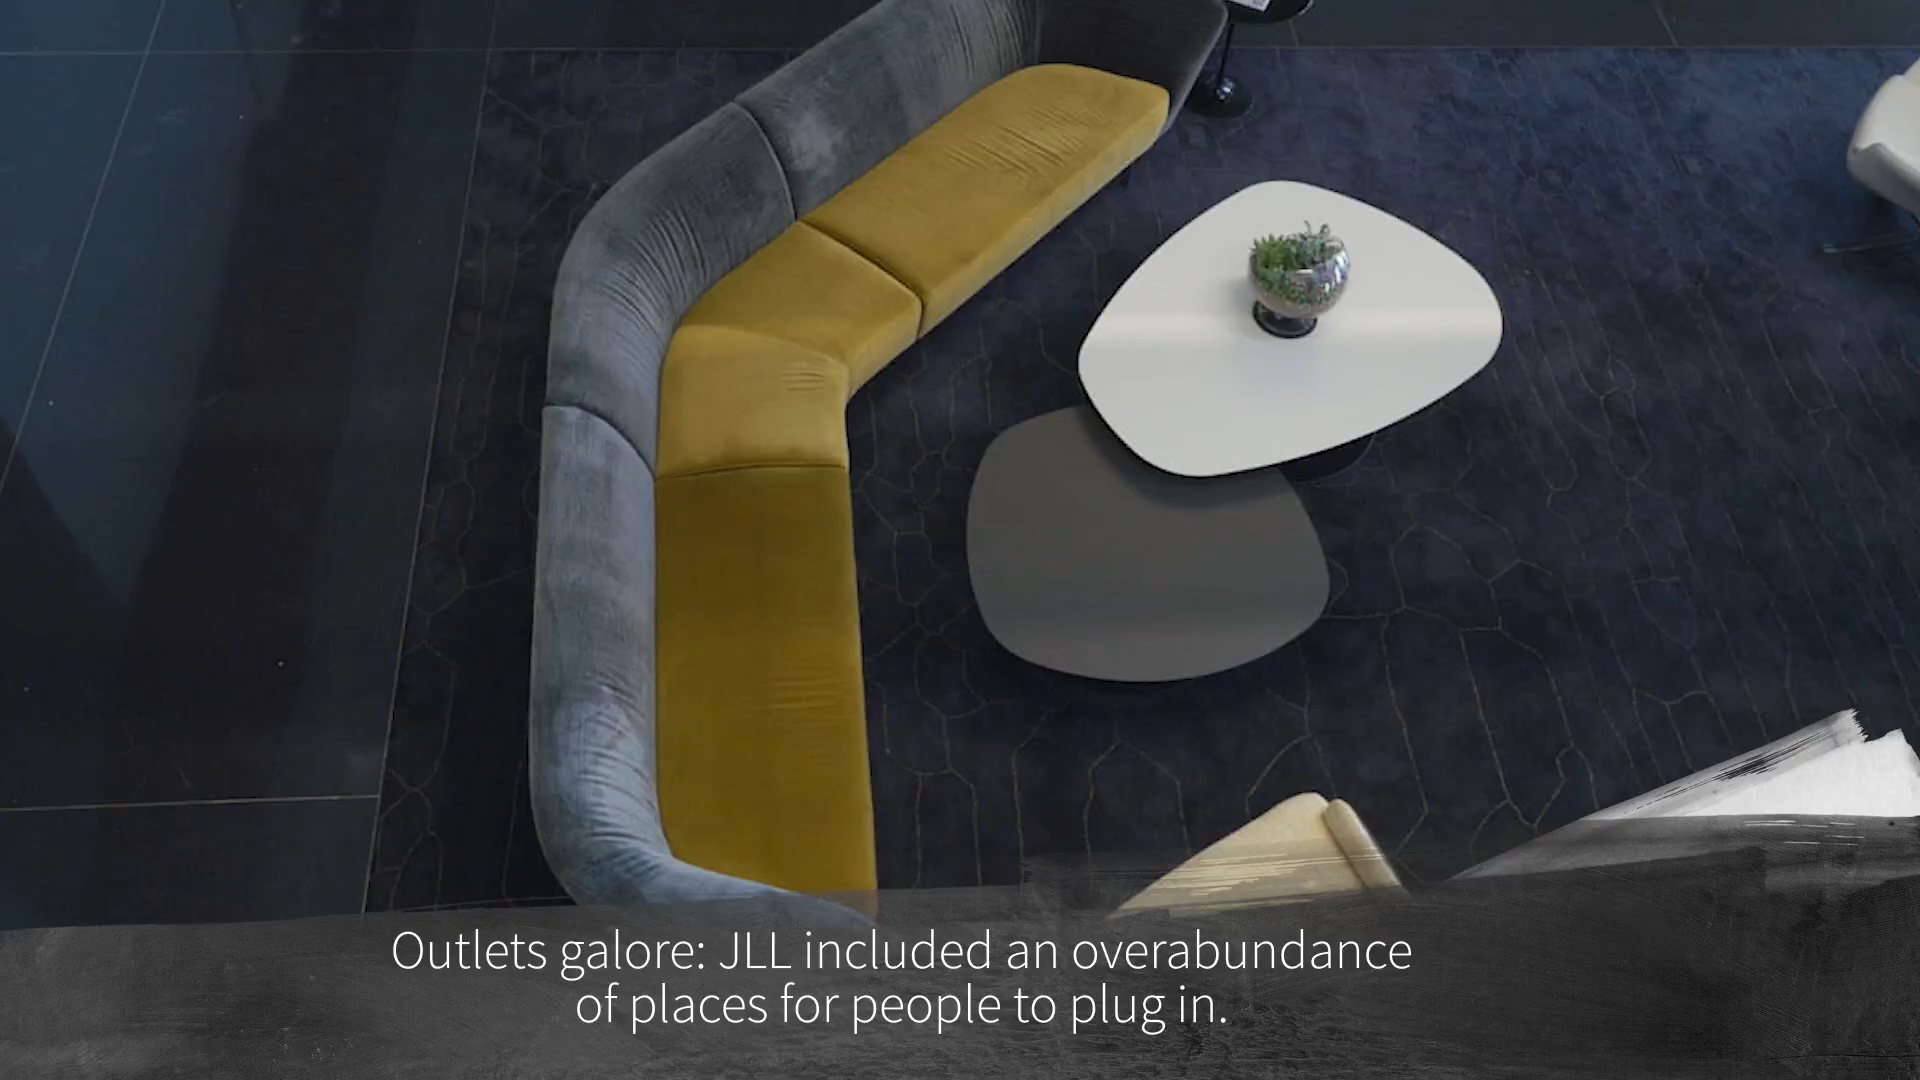 Outlets galore: JLL included an overabundance
of places for people to plug in.